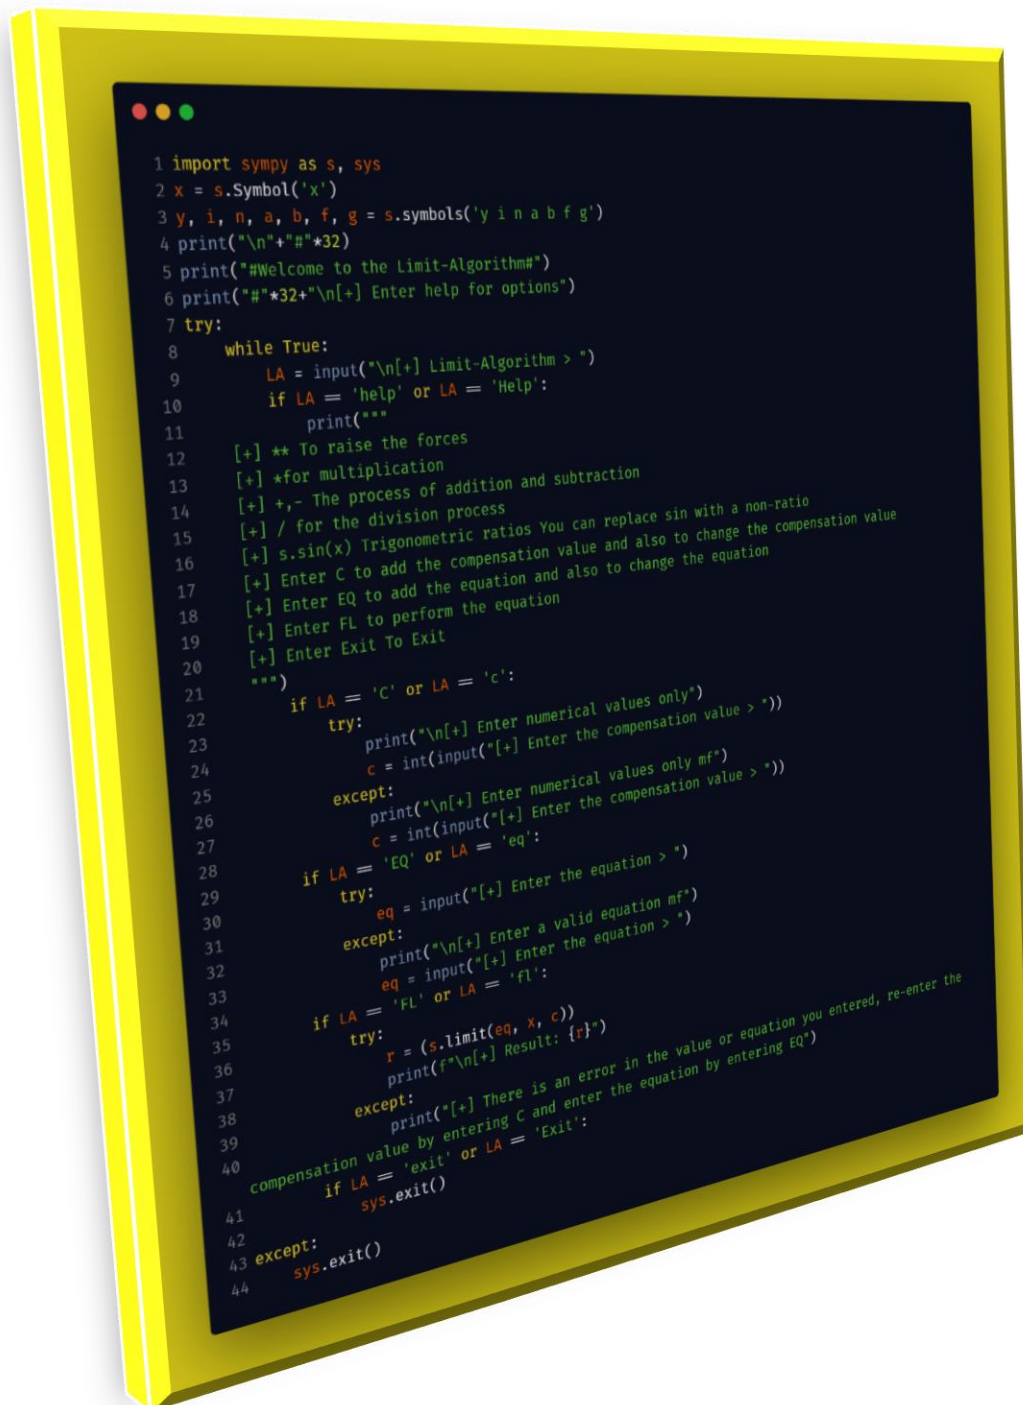 1 import sympy as s, sys
2 x = s.Symbol('x')
3 y, i, n, a, b, f, g = s.symbols('y i n a b f g')
4 print("\n"+"#"*32)
5 print("#Welcome to the Limit-Algorithm#")
6 print("#"*32+"\n[+] Enter help for options")
7 try:
8 while True:
9 LA = input("\n[+] Limit-Algorithm > ")
10 if LA == 'help' or LA == 'Help':
11 print("""
12 [+] ** To raise the forces
13 [+] *for multiplication
14 [+] +,- The process of addition and subtraction
15 [+] / for the division process
16 [+] s.sin(x) Trigonometric ratios You can replace sin with a non-ratio
17 [+] Enter C to add the compensation value and also to change the compensation value
18 [+] Enter EQ to add the equation and also to change the equation
19 [+] Enter FL to perform the equation
20 [+] Enter Exit To Exit
21 """)
22 if LA == 'C' or LA == 'c':
23 try:
24 print("\n[+] Enter numerical values only")
25 c = int(input("[+] Enter the compensation value > "))
26 except:
27 print("\n[+] Enter numerical values only mf")
28 c = int(input("[+] Enter the compensation value > "))
29 if LA == 'EQ' or LA == 'eq':
30 try:
31 eq = input("[+] Enter the equation > ")
32 except:
33 print("\n[+] Enter a valid equation mf")
34 eq = input("[+] Enter the equation > ")
35 if LA == 'FL' or LA == 'fl':
36 try:
37 r = (s.limit(eq, x, c))
38 print(f"\n[+] Result: {r}")
39 except:
40 print("[+] There is an error in the value or equation you entered, re-enter the
compensation value by entering C and enter the equation by entering EQ")
41 if LA == 'exit' or LA == 'Exit':
42 sys.exit()
43 except:
44 sys.exit()